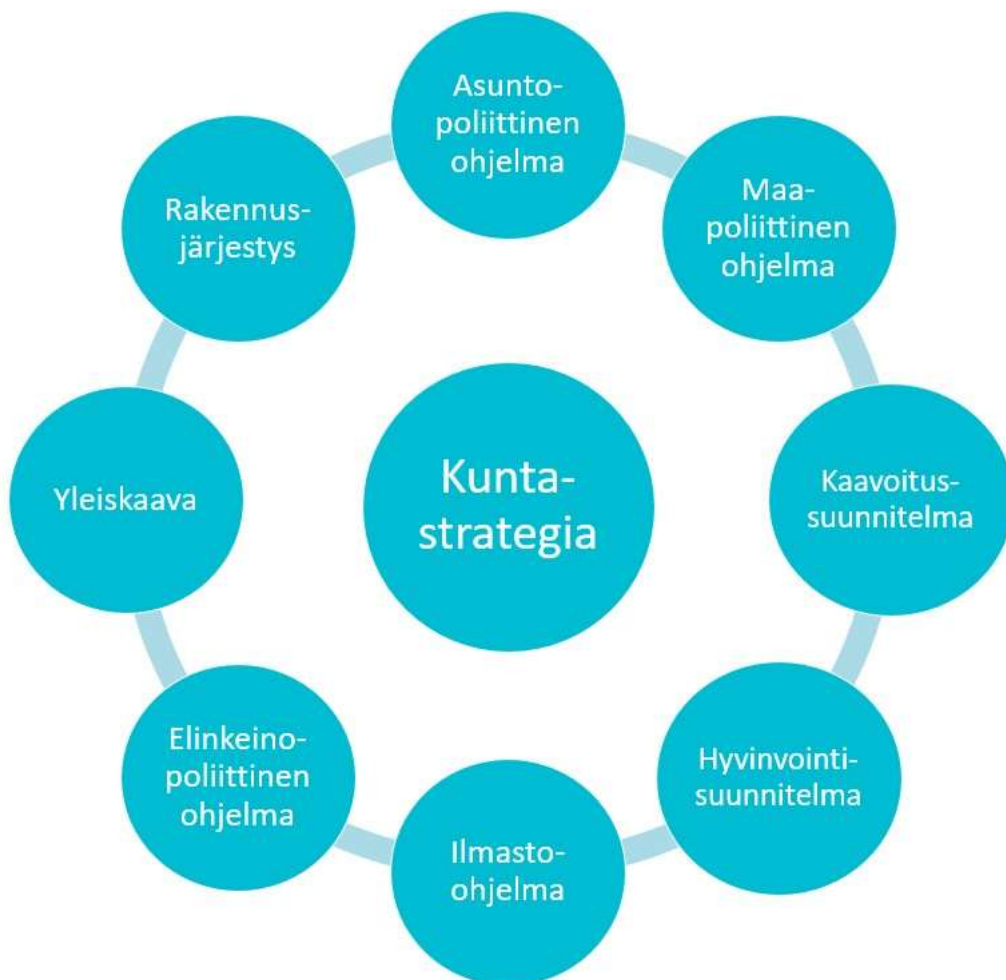 Asunto-
poliittinen
ohjelma
Maa-
poliittinen
ohjelma
Kaavoitus-
suunnitelma
Hyvinvointi-
suunnitelma
Ilmasto-
ohjelma
Elinkeino-
poliittinen
ohjelma
Yleiskaava
Rakennus-
järjestys
Kunta-
strategia